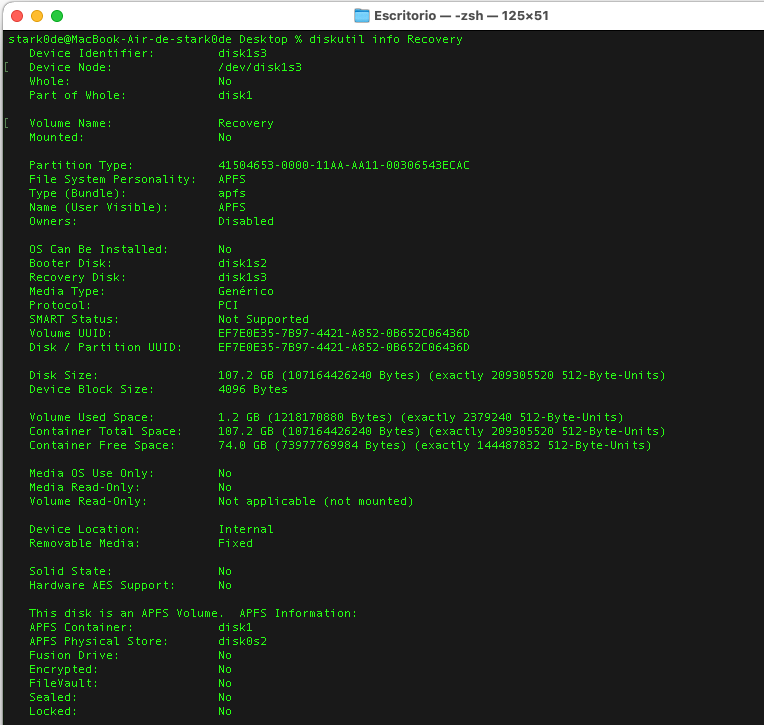 Escritorio — -zsh — 125×51
stark0de@MacBook-Air-de-stark0de Desktop % diskutil info Recovery
Device Identifier: disk1s3
[ Device Node: /dev/disk1s3
Whole: No
Part of Whole: disk1
[ Volume Name: Recovery
Mounted: No
Partition Type: 41504653-0000-11AA-AA11-00306543ECAC
File System Personality: APFS
Type (Bundle): apfs
Name (User Visible): APFS
Owners: Disabled
OS Can Be Installed: No
Booter Disk: disk1s2
Recovery Disk: disk1s3
Media Type: Genérico
Protocol: PCI
SMART Status: Not Supported
Volume UUID: EF7E0E35-7B97-4421-A852-0B652C06436D
Disk / Partition UUID: EF7E0E35-7B97-4421-A852-0B652C06436D
Disk Size: 107.2 GB (107164426240 Bytes) (exactly 209305520 512-Byte-Units)
Device Block Size: 4096 Bytes
Volume Used Space: 1.2 GB (1218170880 Bytes) (exactly 2379240 512-Byte-Units)
Container Total Space: 107.2 GB (107164426240 Bytes) (exactly 209305520 512-Byte-Units)
Container Free Space: 74.0 GB (73977769984 Bytes) (exactly 144487832 512-Byte-Units)
Media OS Use Only: No
Media Read-Only: No
Volume Read-Only: Not applicable (not mounted)
Device Location: Internal
Removable Media: Fixed
Solid State: No
Hardware AES Support: No
This disk is an APFS Volume. APFS Information:
APFS Container: disk1
APFS Physical Store: disk0s2
Fusion Drive: No
Encrypted: No
FileVault: No
Sealed: No
Locked: No